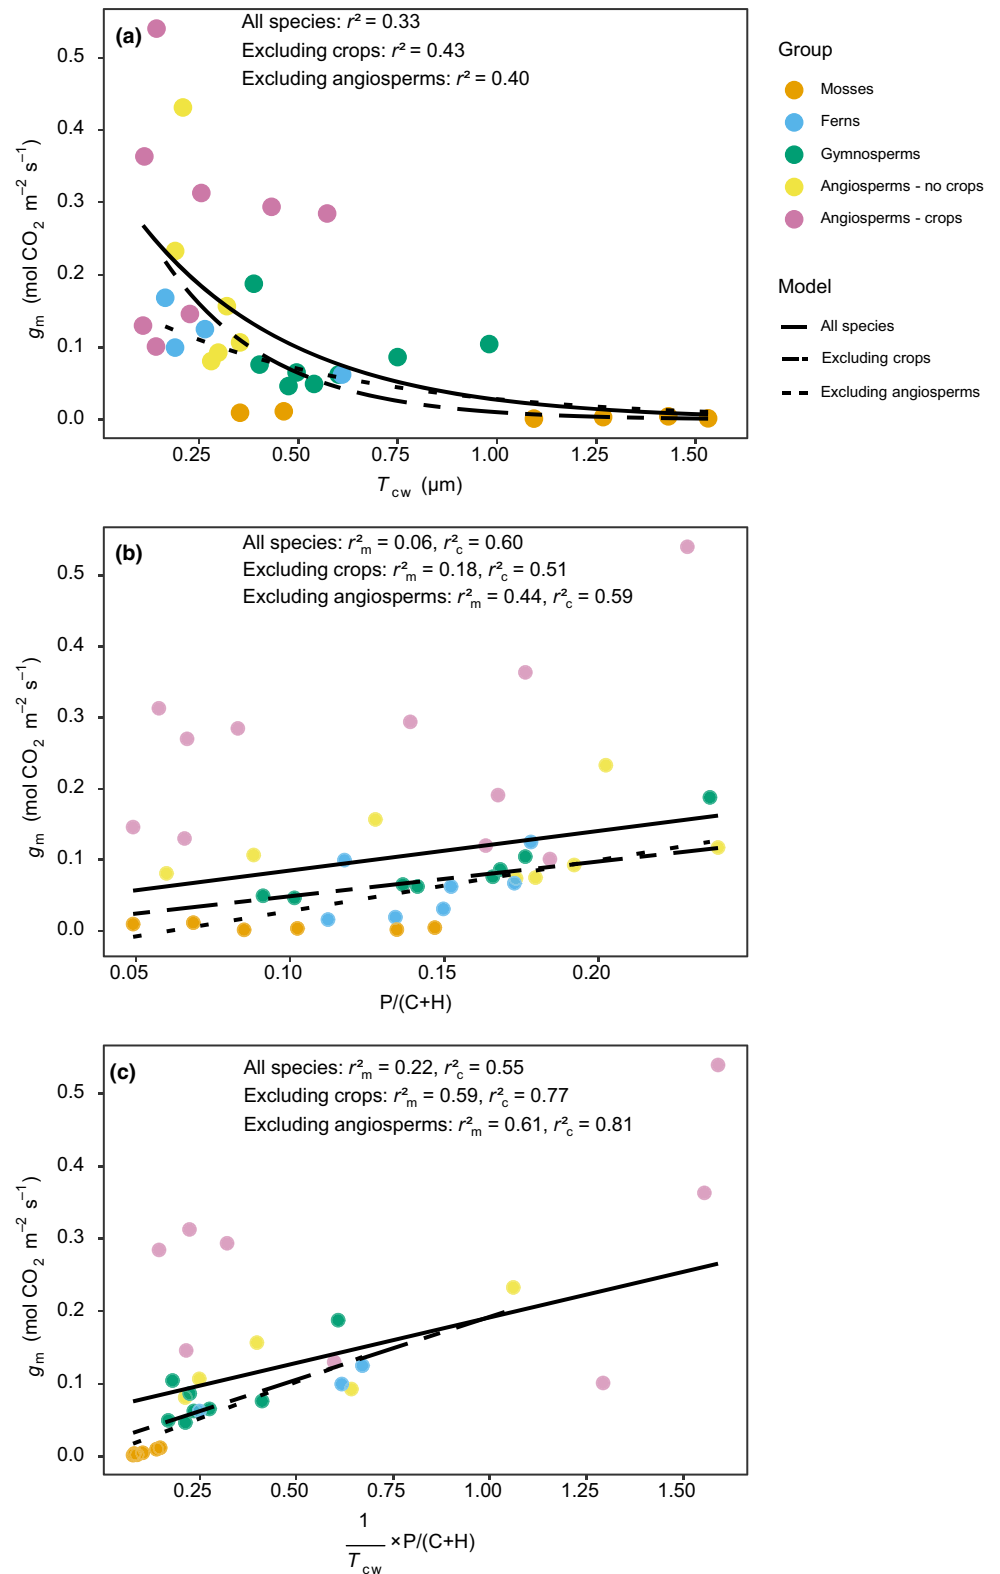 (a)
All species: r² = 0.33
Excluding crops: r² = 0.43
Excluding angiosperms: r² = 0.40
0.5
0.4
0.3
0.2
0.1
0.0
gm (mol CO2 m−2 s−1)
0.25 0.50 0.75 1.00 1.25 1.50
Tcw (µm)
Group
Mosses
Ferns
Gymnosperms
Angiosperms - no crops
Angiosperms - crops
Model
All species
Excluding crops
Excluding angiosperms
(b)
All species: r²m = 0.06, r²c = 0.60
Excluding crops: r²m = 0.18, r²c = 0.51
Excluding angiosperms: r²m = 0.44, r²c = 0.59
0.5
0.4
0.3
0.2
0.1
0.0
gm (mol CO2 m−2 s−1)
0.05 0.10 0.15 0.20
P/(C+H)
(c)
All species: r²m = 0.22, r²c = 0.55
Excluding crops: r²m = 0.59, r²c = 0.77
Excluding angiosperms: r²m = 0.61, r²c = 0.81
0.5
0.4
0.3
0.2
0.1
0.0
gm (mol CO2 m−2 s−1)
0.25 0.50 0.75 1.00 1.25 1.50
1
Tcw ×P/(C+H)